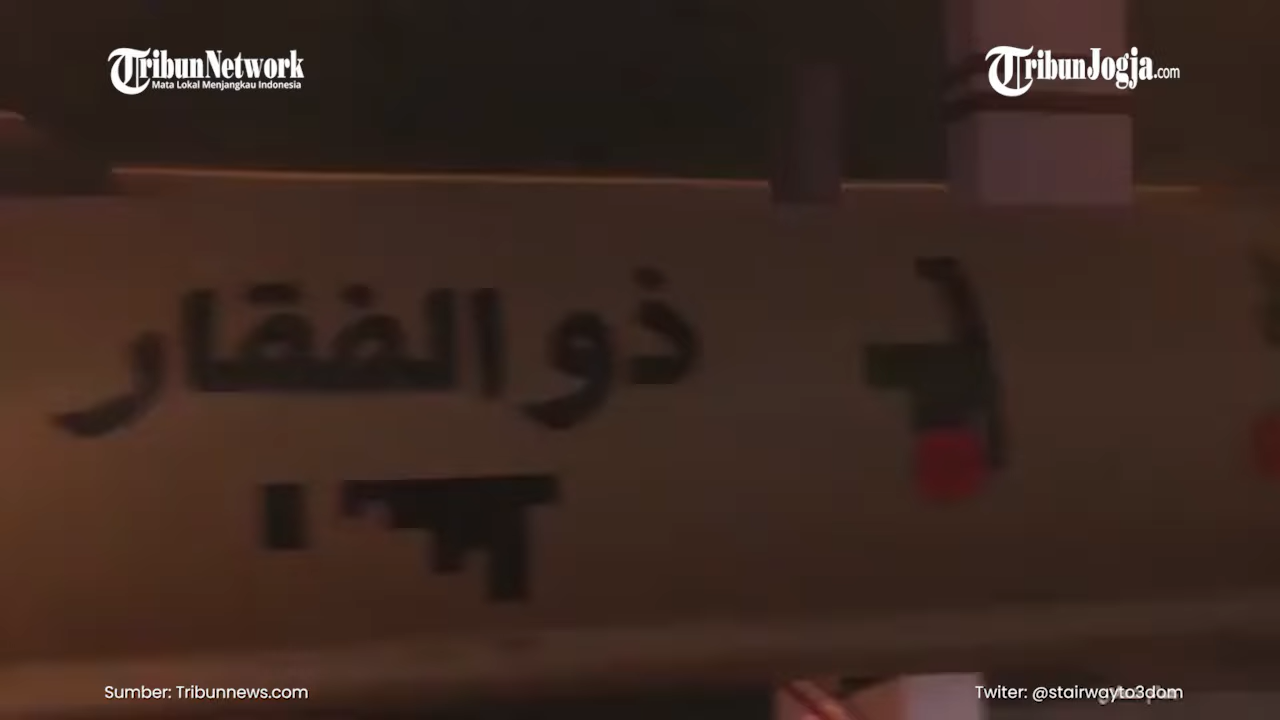 TribunNetwork
Mata Lokal Menjangkau Indonesia
TribunJogja.com
ذو الفقار
Sumber: Tribunnews.com
Twiter: @stairwayto3dom